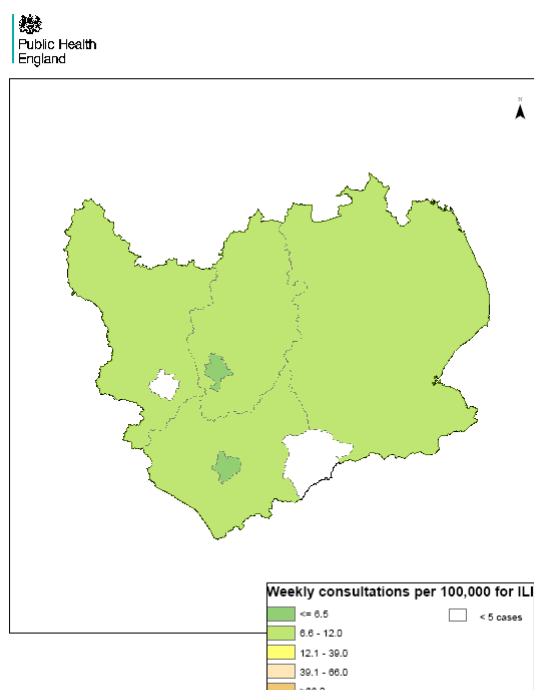 Public Health
England
N
Weekly consultations per 100,000 for ILI
<= 6.5
< 5 cases
6.6 - 12.0
12.1 - 39.0
39.1 - 66.0